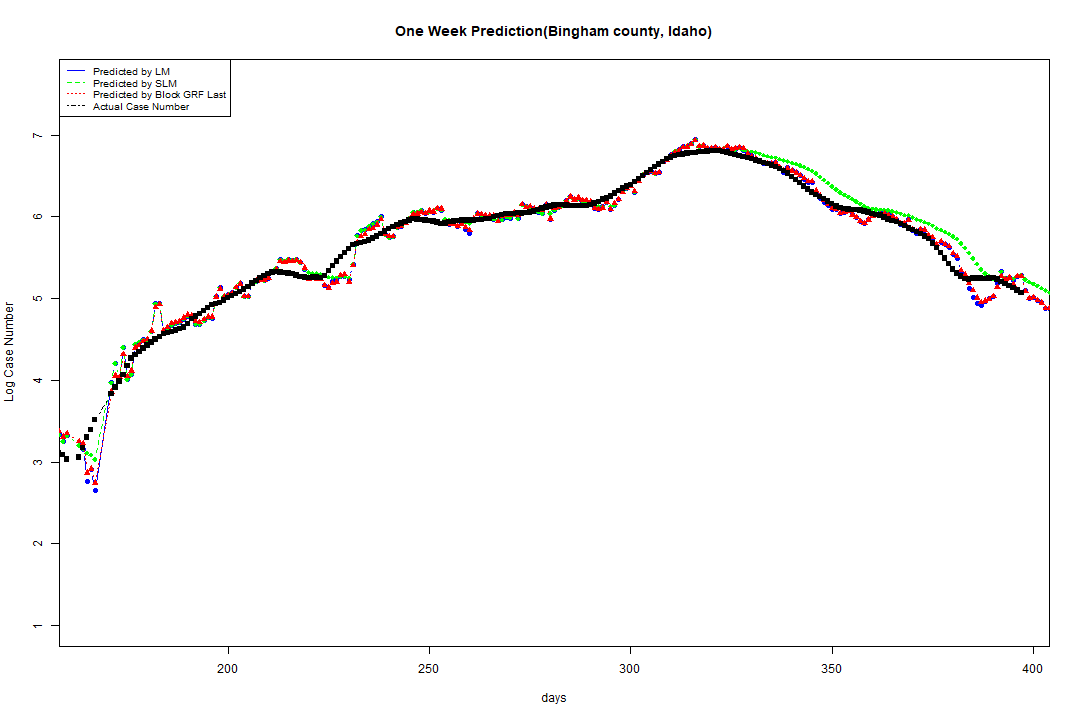 One Week Prediction(Bingham county, Idaho)
Predicted by LM
Predicted by SLM
Predicted by Block GRF Last
Actual Case Number
Log Case Number
7
6
5
4
3
2
1
200
250
300
350
400
days